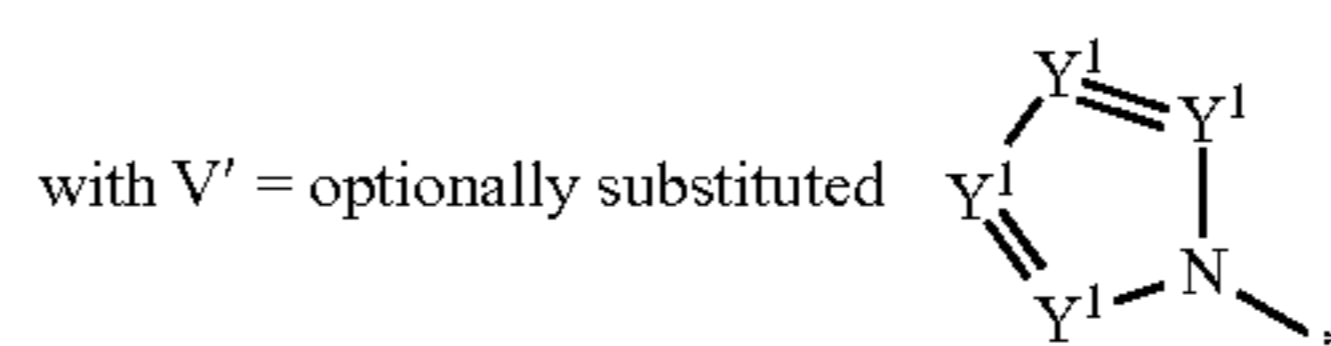 with V′ = optionally substituted
Y¹
Y¹
Y¹
N
Y¹
;